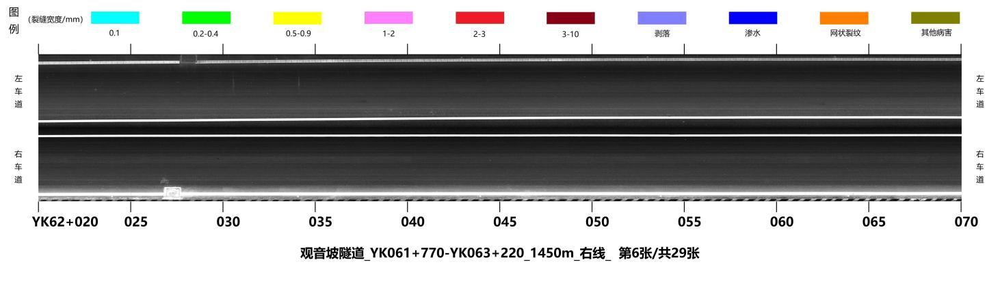 图例
(裂缝宽度/mm)
0.1 0.2-0.4 0.5-0.9 1-2 2-3 3-10 剥落 渗水 网状裂纹 其他病害
左车道 左车道
右车道 右车道
YK62+020 025 030 035 040 045 050 055 060 065 070
观音坡隧道_YK061+770-YK063+220_1450m_右线_ 第6张/共29张